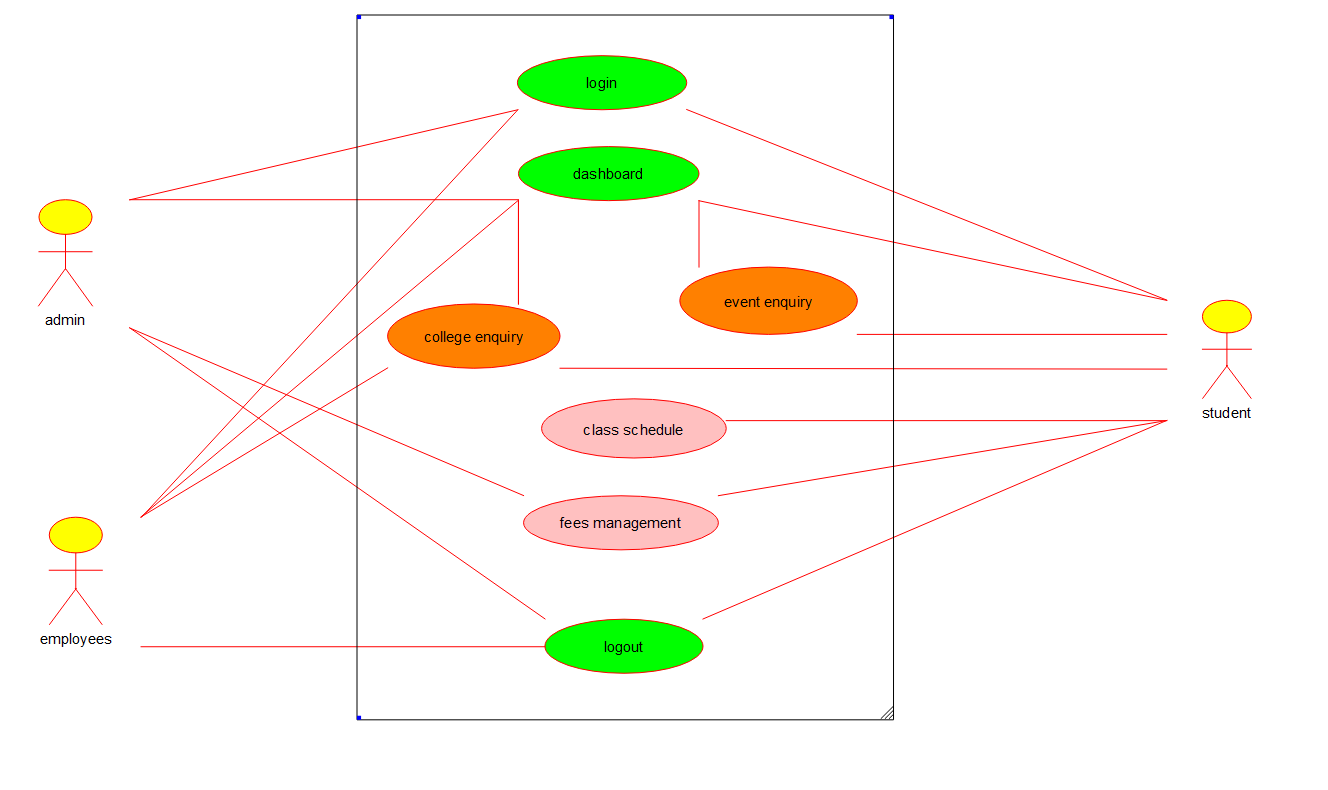 login
dashboard
event enquiry
college enquiry
admin
student
class schedule
fees management
employees
logout